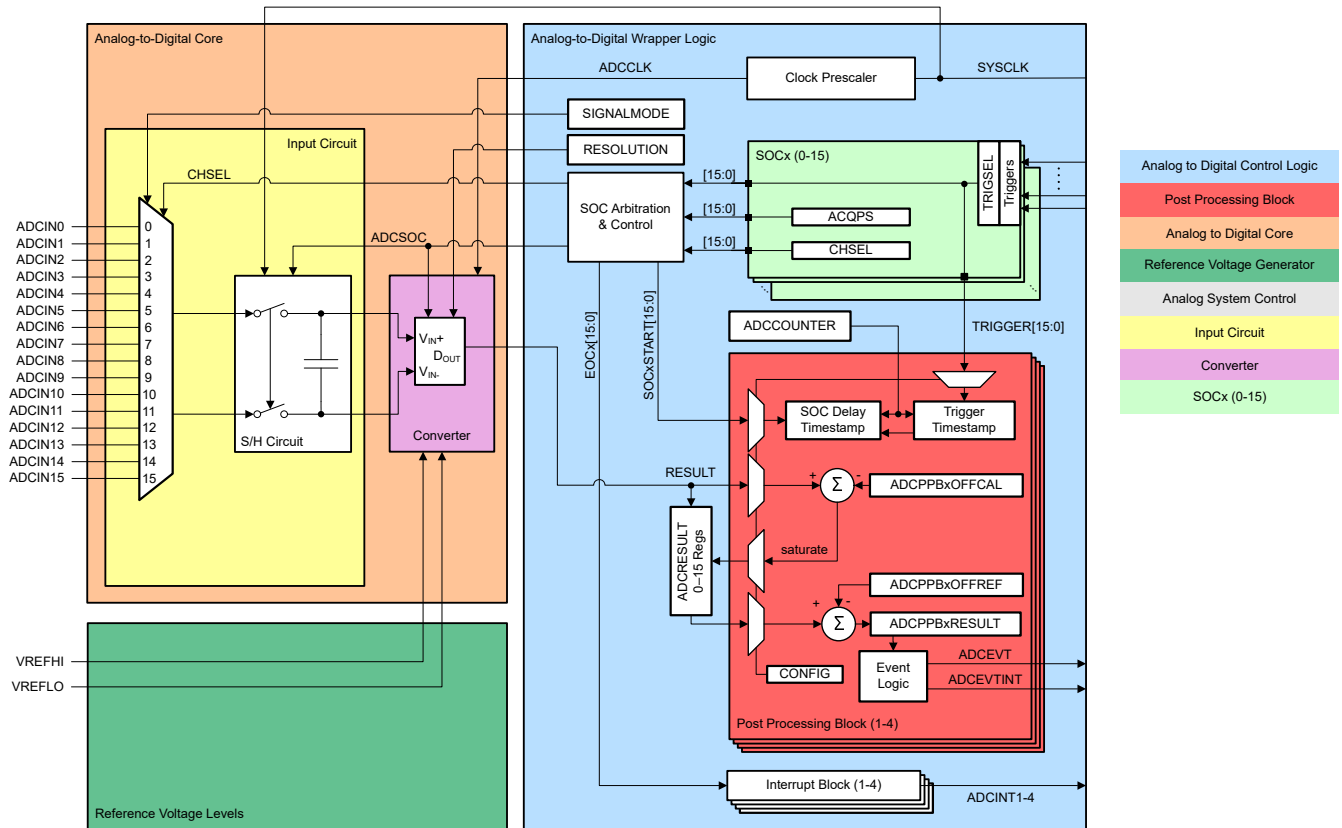 Analog-to-Digital Core
Analog-to-Digital Wrapper Logic
ADCCLK
Clock Prescaler
SYSCLK
SIGNALMODE
RESOLUTION
Input Circuit
SOCx (0-15)
TRIGSEL
Triggers
CHSEL
SOC Arbitration
& Control
[15:0]
[15:0]
ACQPS
[15:0]
CHSEL
ADCSOC
ADCIN0 0
ADCIN1 1
ADCIN2 2
ADCIN3 3
ADCIN4 4
ADCIN5 5
ADCIN6 6
ADCIN7 7
ADCIN8 8
ADCIN9 9
ADCIN10 10
ADCIN11 11
ADCIN12 12
ADCIN13 13
ADCIN14 14
ADCIN15 15
S/H Circuit
VIN+
DOUT
VIN-
Converter
EOCx[15:0]
SOCxSTART[15:0]
ADCCOUNTER
TRIGGER[15:0]
SOC Delay
Timestamp
Trigger
Timestamp
RESULT
+
Σ
-
ADCPPBxOFFCAL
ADCRESULT
0–15 Regs
saturate
ADCPPBxOFFREF
+
-
Σ
ADCPPBxRESULT
CONFIG
Event
Logic
ADCEVT
ADCEVTINT
Post Processing Block (1-4)
VREFHI
VREFLO
Reference Voltage Levels
Interrupt Block (1-4)
ADCINT1-4
Analog to Digital Control Logic
Post Processing Block
Analog to Digital Core
Reference Voltage Generator
Analog System Control
Input Circuit
Converter
SOCx (0-15)